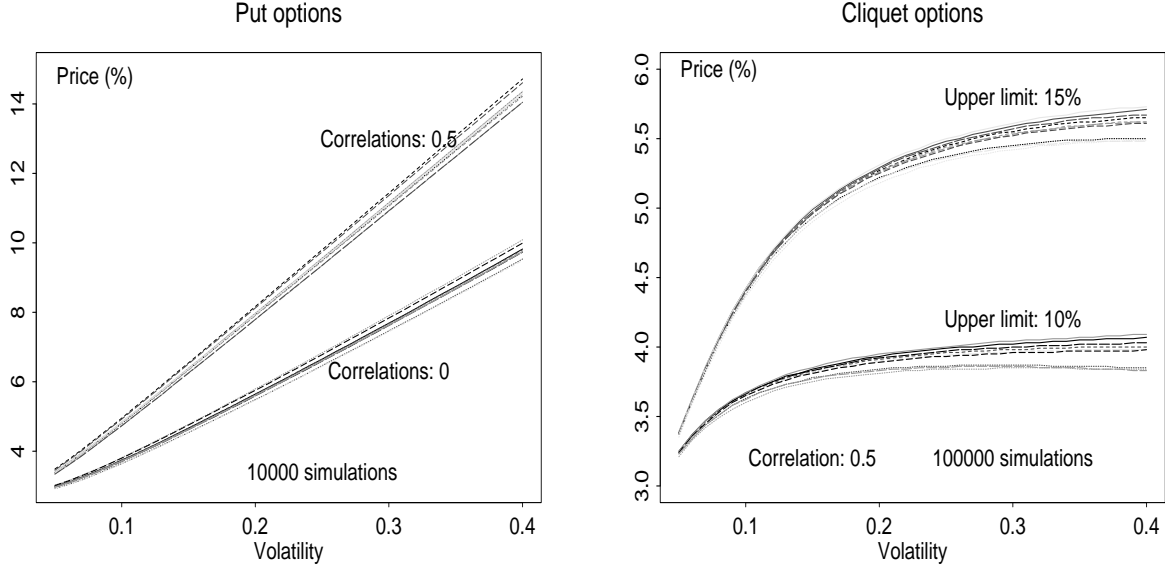 Put options
Price (%)
Correlations: 0.5
Correlations: 0
10000 simulations
4
6
8
10
12
14
0.1 0.2 0.3 0.4
Volatility
Cliquet options
Price (%)
Upper limit: 15%
Upper limit: 10%
Correlation: 0.5 100000 simulations
3.0
3.5
4.0
4.5
5.0
5.5
6.0
0.1 0.2 0.3 0.4
Volatility